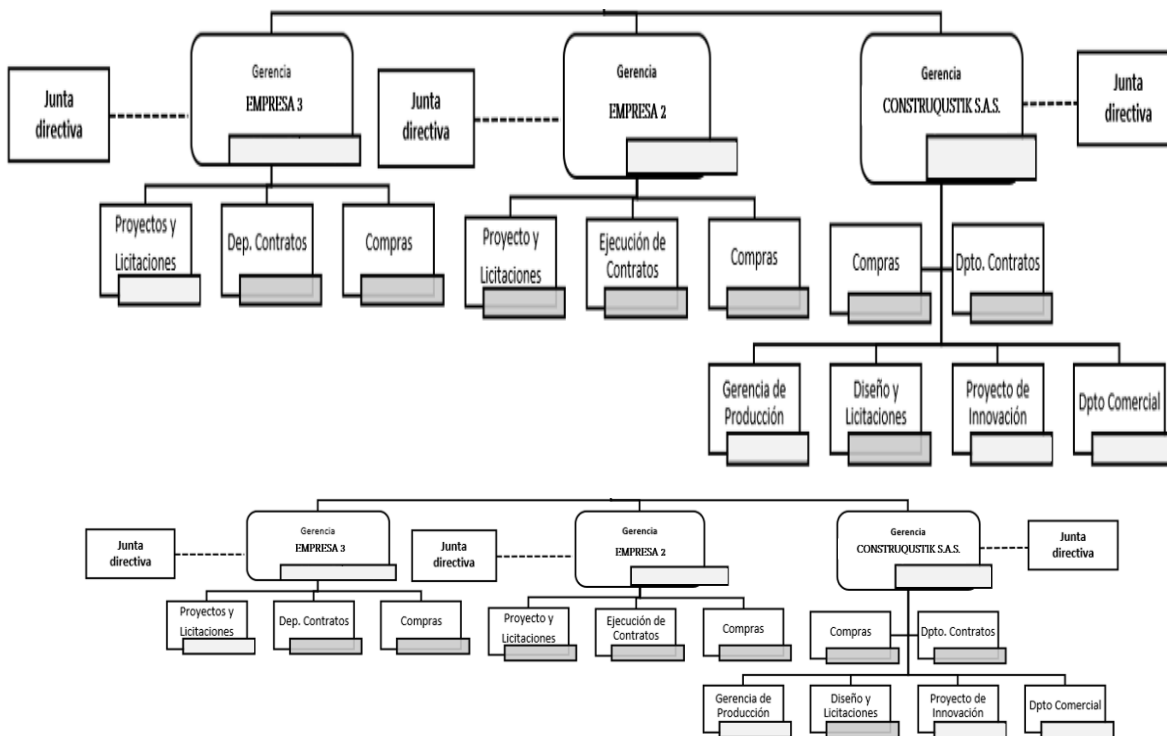 Gerencia
EMPRESA 3
Junta
directiva
Gerencia
EMPRESA 2
Junta
directiva
Gerencia
CONSTRUQUSTIK S.A.S.
Junta
directiva
Proyectos y
Licitaciones
Dep. Contratos
Compras
Proyecto y
Licitaciones
Ejecución de
Contratos
Compras
Compras
Dpto. Contratos
Gerencia de
Producción
Diseño y
Licitaciones
Proyecto de
Innovación
Dpto Comercial
Gerencia
EMPRESA 3
Junta
directiva
Gerencia
EMPRESA 2
Junta
directiva
Gerencia
CONSTRUQUSTIK S.A.S.
Junta
directiva
Proyectos y
Licitaciones
Dep. Contratos
Compras
Proyecto y
Licitaciones
Ejecución de
Contratos
Compras
Compras
Dpto. Contratos
Gerencia de
Producción
Diseño y
Licitaciones
Proyecto de
Innovación
Dpto Comercial